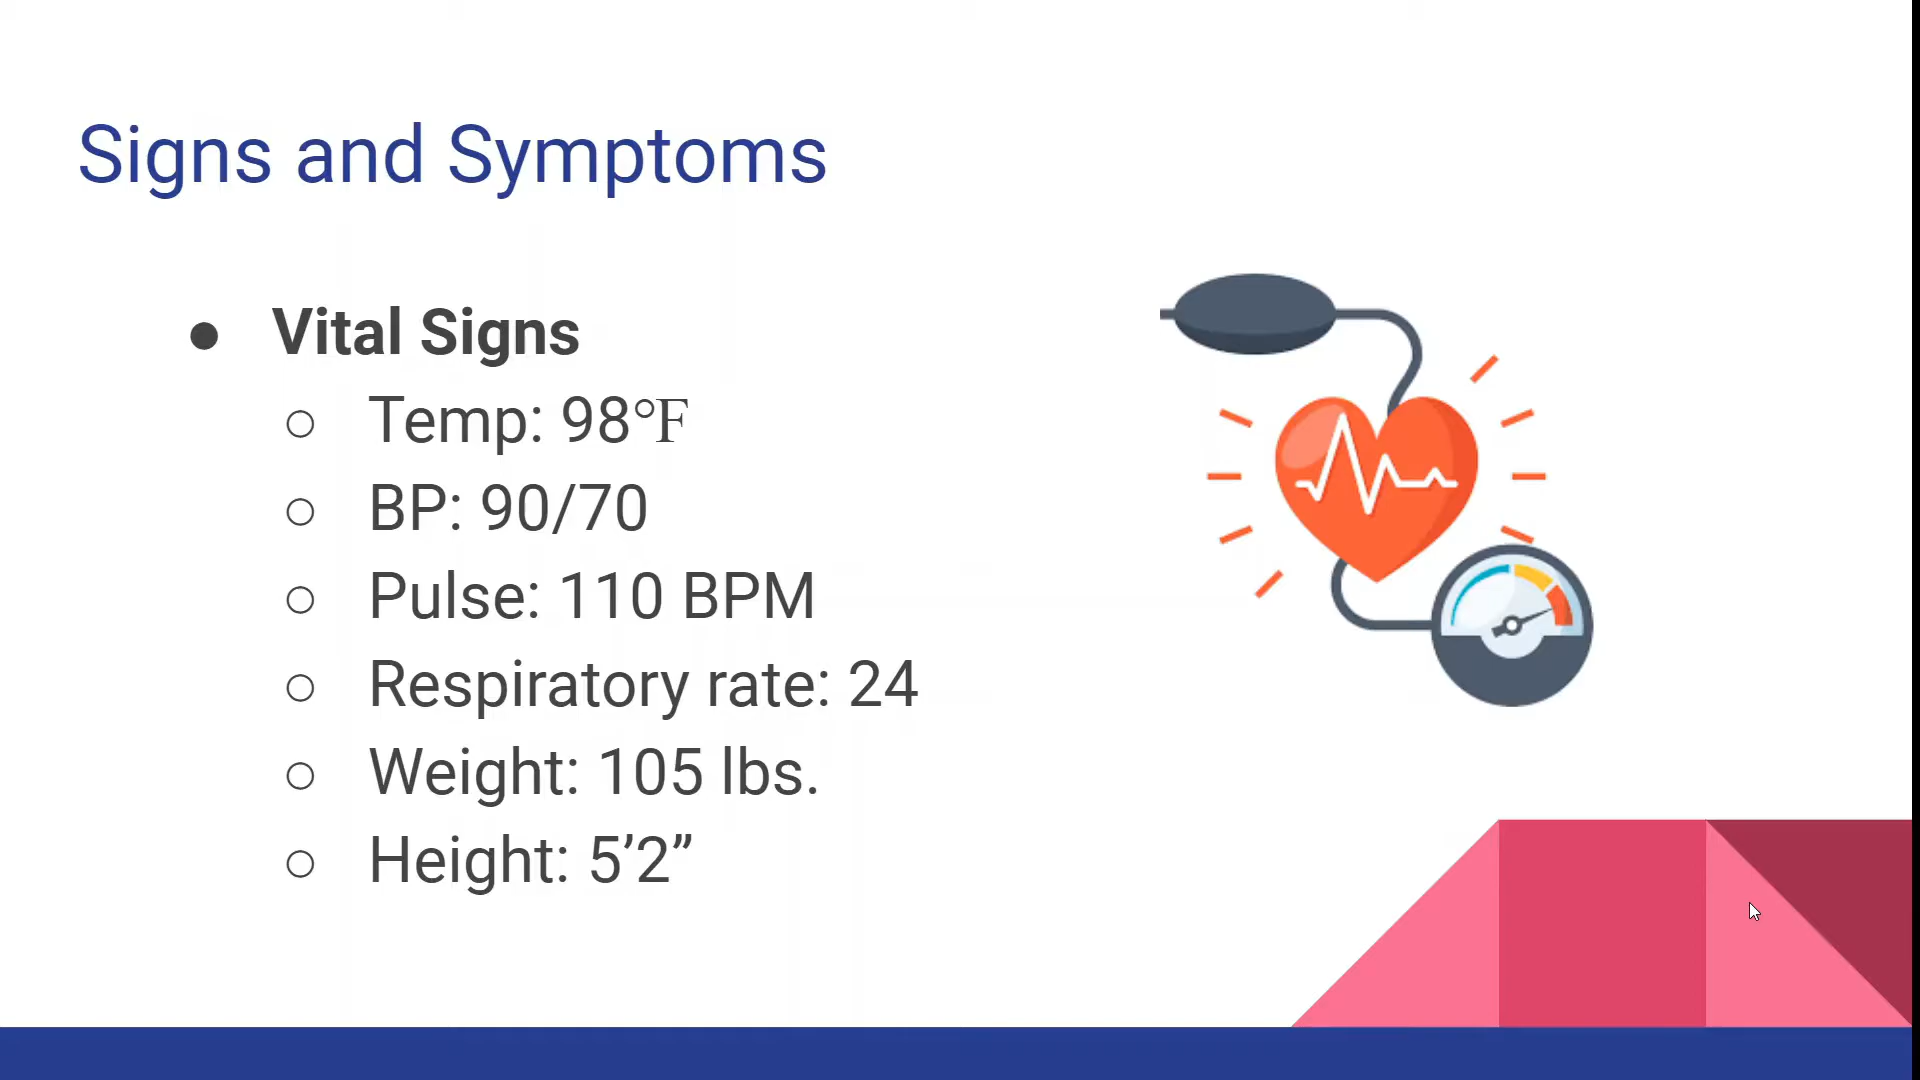 Signs and Symptoms
● Vital Signs
○ Temp: 98°F
○ BP: 90/70
○ Pulse: 110 BPM
○ Respiratory rate: 24
○ Weight: 105 lbs.
○ Height: 5’2”